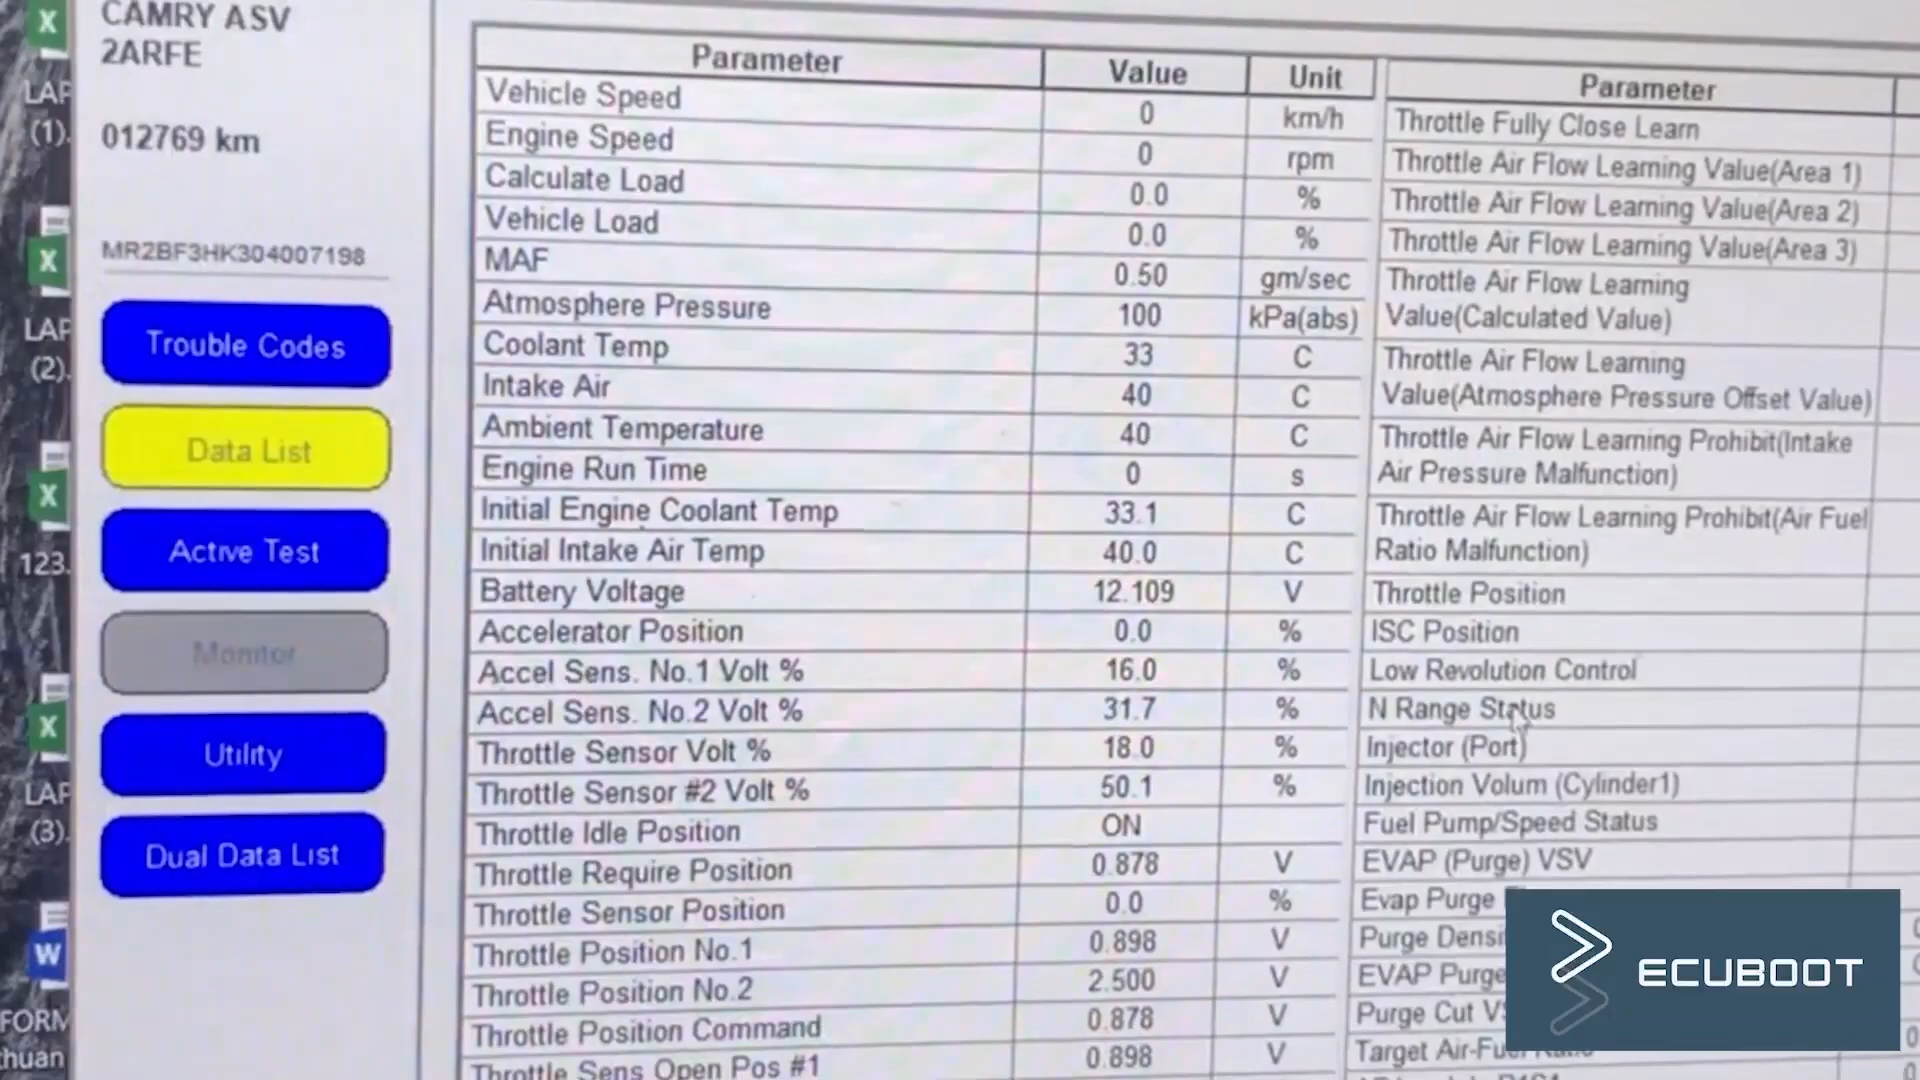 CAMRY ASV
2ARFE
012769 km
MR2BF3HK304007198
Trouble Codes
Data List
Active Test
Monitor
Utility
Dual Data List
LAP
(1).
LAP
(2).
123.
LAP
(3).
FORM
thuan
Parameter Value Unit
Vehicle Speed 0 km/h
Engine Speed 0 rpm
Calculate Load 0.0 %
Vehicle Load 0.0 %
MAF 0.50 gm/sec
Atmosphere Pressure 100 kPa(abs)
Coolant Temp 33 C
Intake Air 40 C
Ambient Temperature 40 C
Engine Run Time 0 s
Initial Engine Coolant Temp 33.1 C
Initial Intake Air Temp 40.0 C
Battery Voltage 12.109 V
Accelerator Position 0.0 %
Accel Sens. No.1 Volt % 16.0 %
Accel Sens. No.2 Volt % 31.7 %
Throttle Sensor Volt % 18.0 %
Throttle Sensor #2 Volt % 50.1 %
Throttle Idle Position ON
Throttle Require Position 0.878 V
Throttle Sensor Position 0.0 %
Throttle Position No.1 0.898 V
Throttle Position No.2 2.500 V
Throttle Position Command 0.878 V
Throttle Sens Open Pos #1 0.898 V
Parameter
Throttle Fully Close Learn
Throttle Air Flow Learning Value(Area 1)
Throttle Air Flow Learning Value(Area 2)
Throttle Air Flow Learning Value(Area 3)
Throttle Air Flow Learning
Value(Calculated Value)
Throttle Air Flow Learning
Value(Atmosphere Pressure Offset Value)
Throttle Air Flow Learning Prohibit(Intake
Air Pressure Malfunction)
Throttle Air Flow Learning Prohibit(Air Fuel
Ratio Malfunction)
Throttle Position
ISC Position
Low Revolution Control
N Range Status
Injector (Port)
Injection Volum (Cylinder1)
Fuel Pump/Speed Status
EVAP (Purge) VSV
Evap Purge
Purge Densi
EVAP Purge
Purge Cut VS
Target Air-Fuel Ratio
ECUBOOT